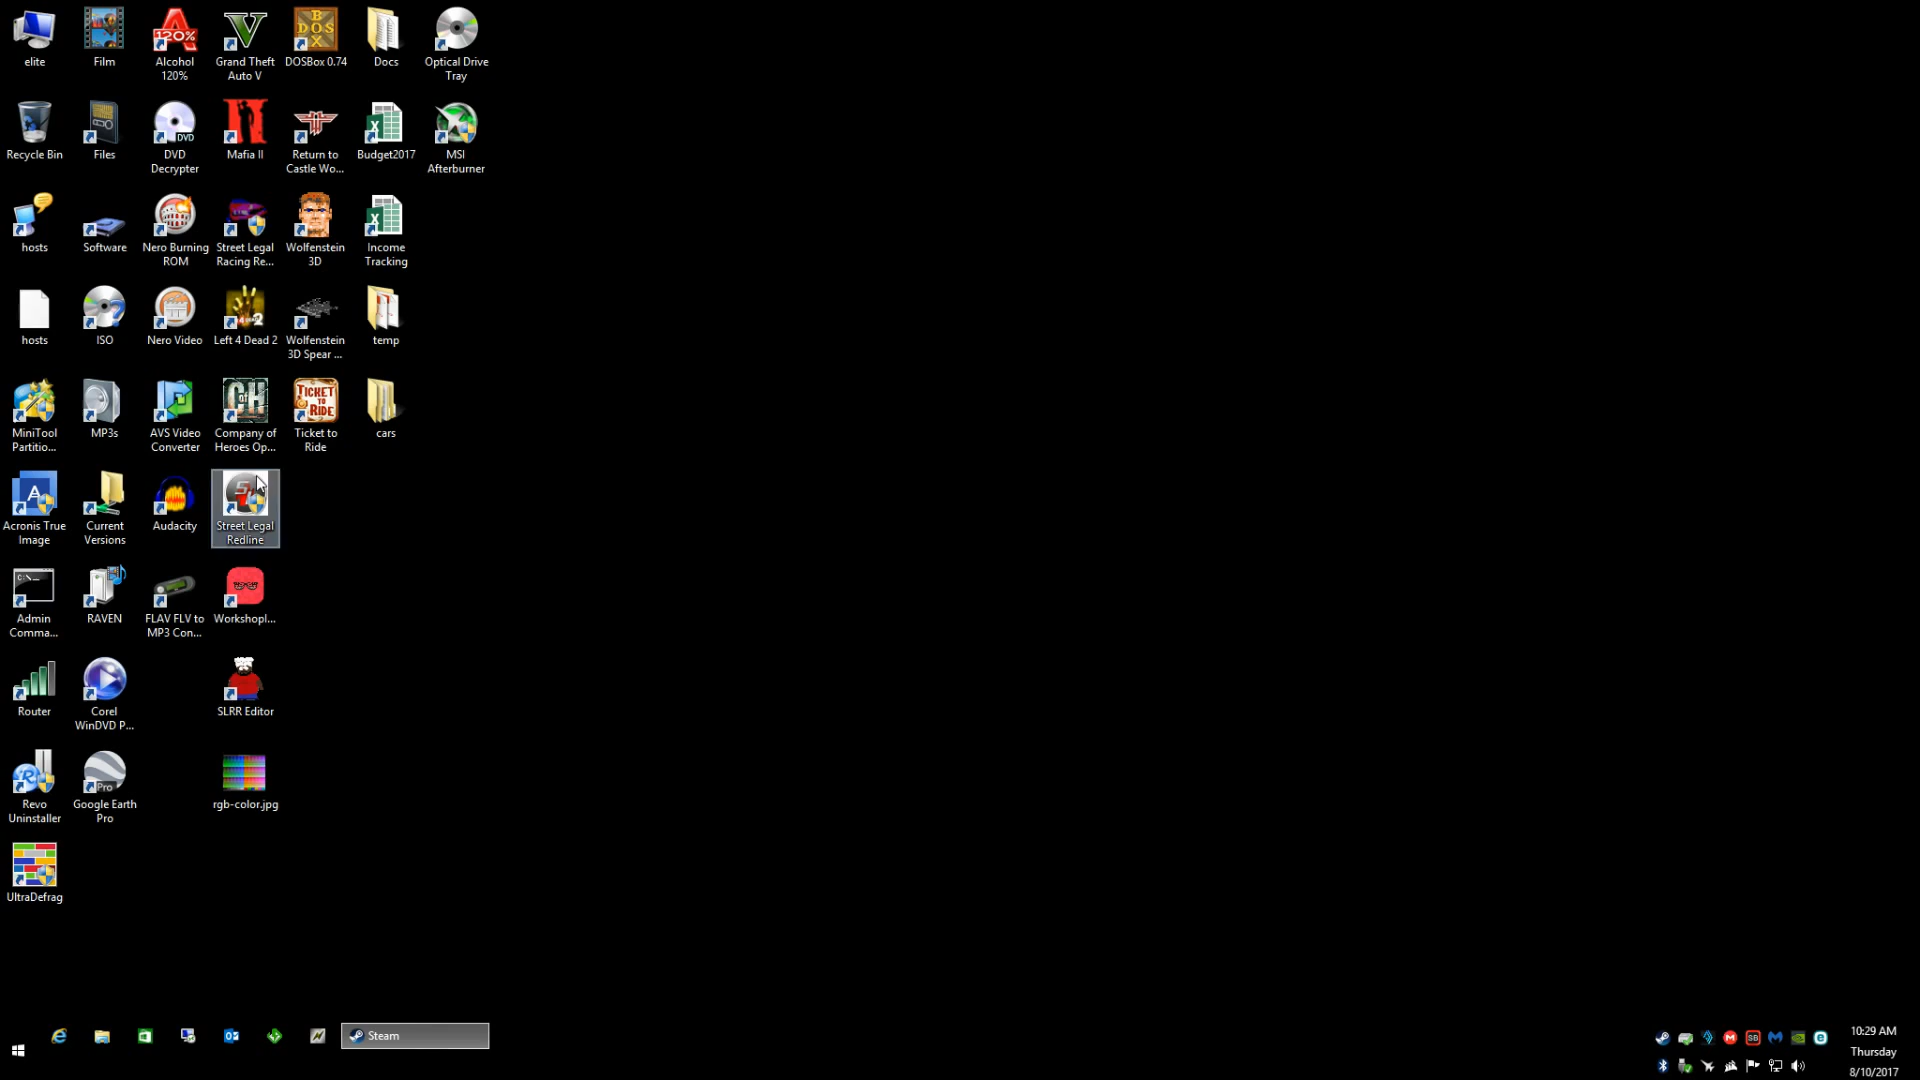 elite
Film
Alcohol
120%
Grand Theft
Auto V
DOSBox 0.74
Docs
Optical Drive
Tray
Recycle Bin
Files
DVD
Decrypter
Mafia II
Return to
Castle Wo...
Budget2017
MSI
Afterburner
hosts
Software
Nero Burning
ROM
Street Legal
Racing Re...
Wolfenstein
3D
Income
Tracking
hosts
ISO
Nero Video
Left 4 Dead 2
Wolfenstein
3D Spear ...
temp
MiniTool
Partitio...
MP3s
AVS Video
Converter
Company of
Heroes Op...
TICKET
TO
RIDE
Ticket to
Ride
cars
Acronis True
Image
Current
Versions
Audacity
Street Legal
Redline
Admin
Comma...
RAVEN
FLAV FLV to
MP3 Con...
Workshopl...
Router
Corel
WinDVD P...
SLRR Editor
Revo
Uninstaller
Google Earth
Pro
rgb-color.jpg
UltraDefrag
Steam
10:29 AM
Thursday
8/10/2017